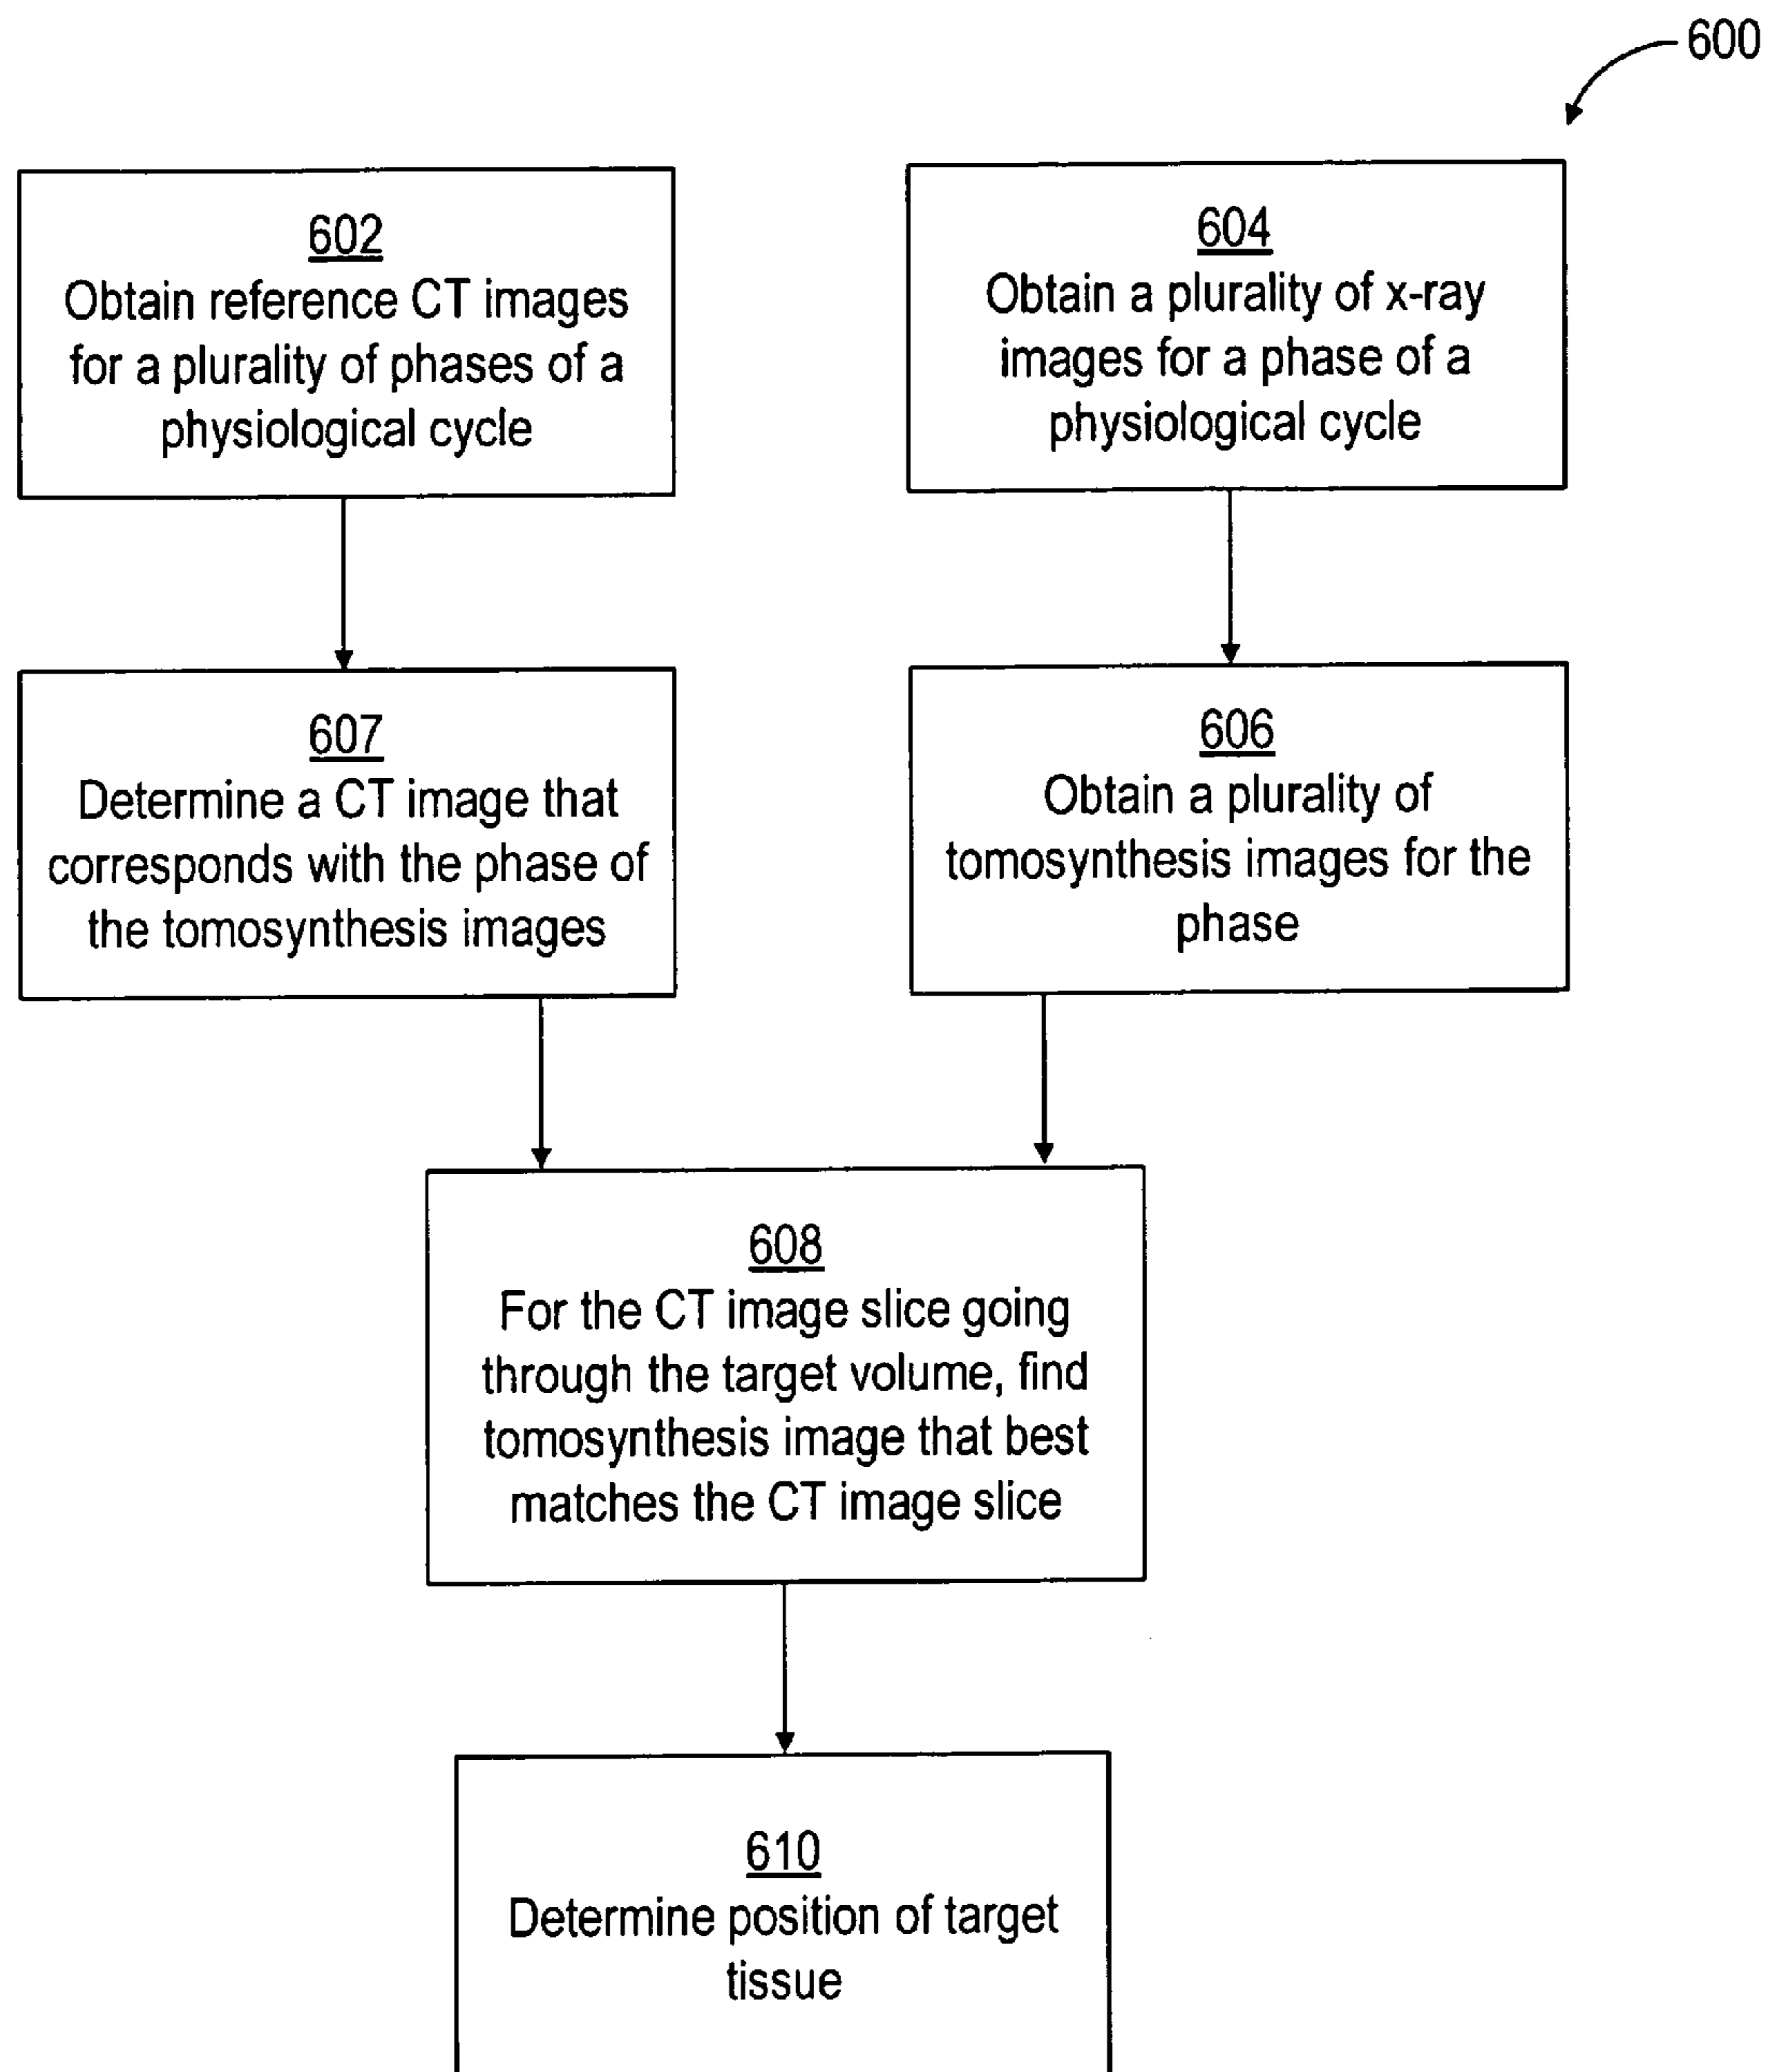 600
602
Obtain reference CT images
for a plurality of phases of a
physiological cycle
604
Obtain a plurality of x-ray
images for a phase of a
physiological cycle
607
Determine a CT image that
corresponds with the phase of
the tomosynthesis images
606
Obtain a plurality of
tomosynthesis images for the
phase
608
For the CT image slice going
through the target volume, find
tomosynthesis image that best
matches the CT image slice
610
Determine position of target
tissue